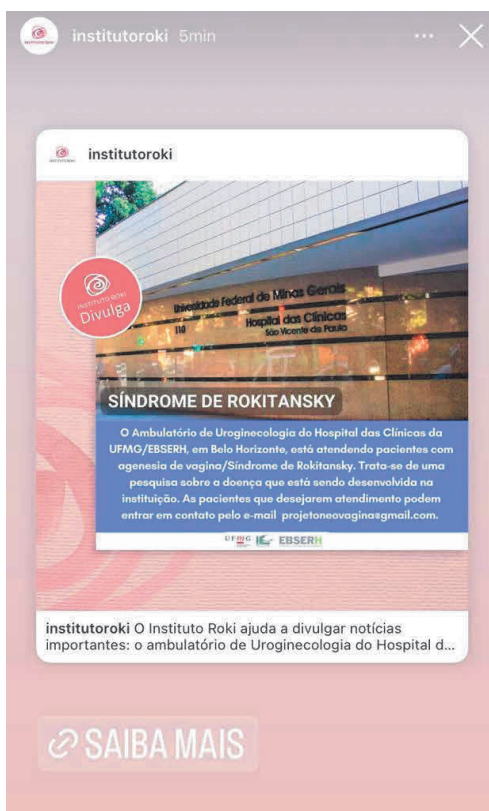 institutoroki 5min
institutoroki
INSTITUTO ROKI
Divulga
Universidade Federal de Minas Gerais
110
Hospital das Clínicas
São Vicente de Paulo
SÍNDROME DE ROKITANSKY
O Ambulatório de Uroginecologia do Hospital das Clínicas da
UFMG/EBSERH, em Belo Horizonte, está atendendo pacientes com
agenesia de vagina/Síndrome de Rokitansky. Trata-se de uma
pesquisa sobre a doença que está sendo desenvolvida na
instituição. As pacientes que desejarem atendimento podem
entrar em contato pelo e-mail projetoneovagina@gmail.com.
UFMG EBSERH
institutoroki O Instituto Roki ajuda a divulgar notícias
importantes: o ambulatório de Uroginecologia do Hospital d...
SAIBA MAIS